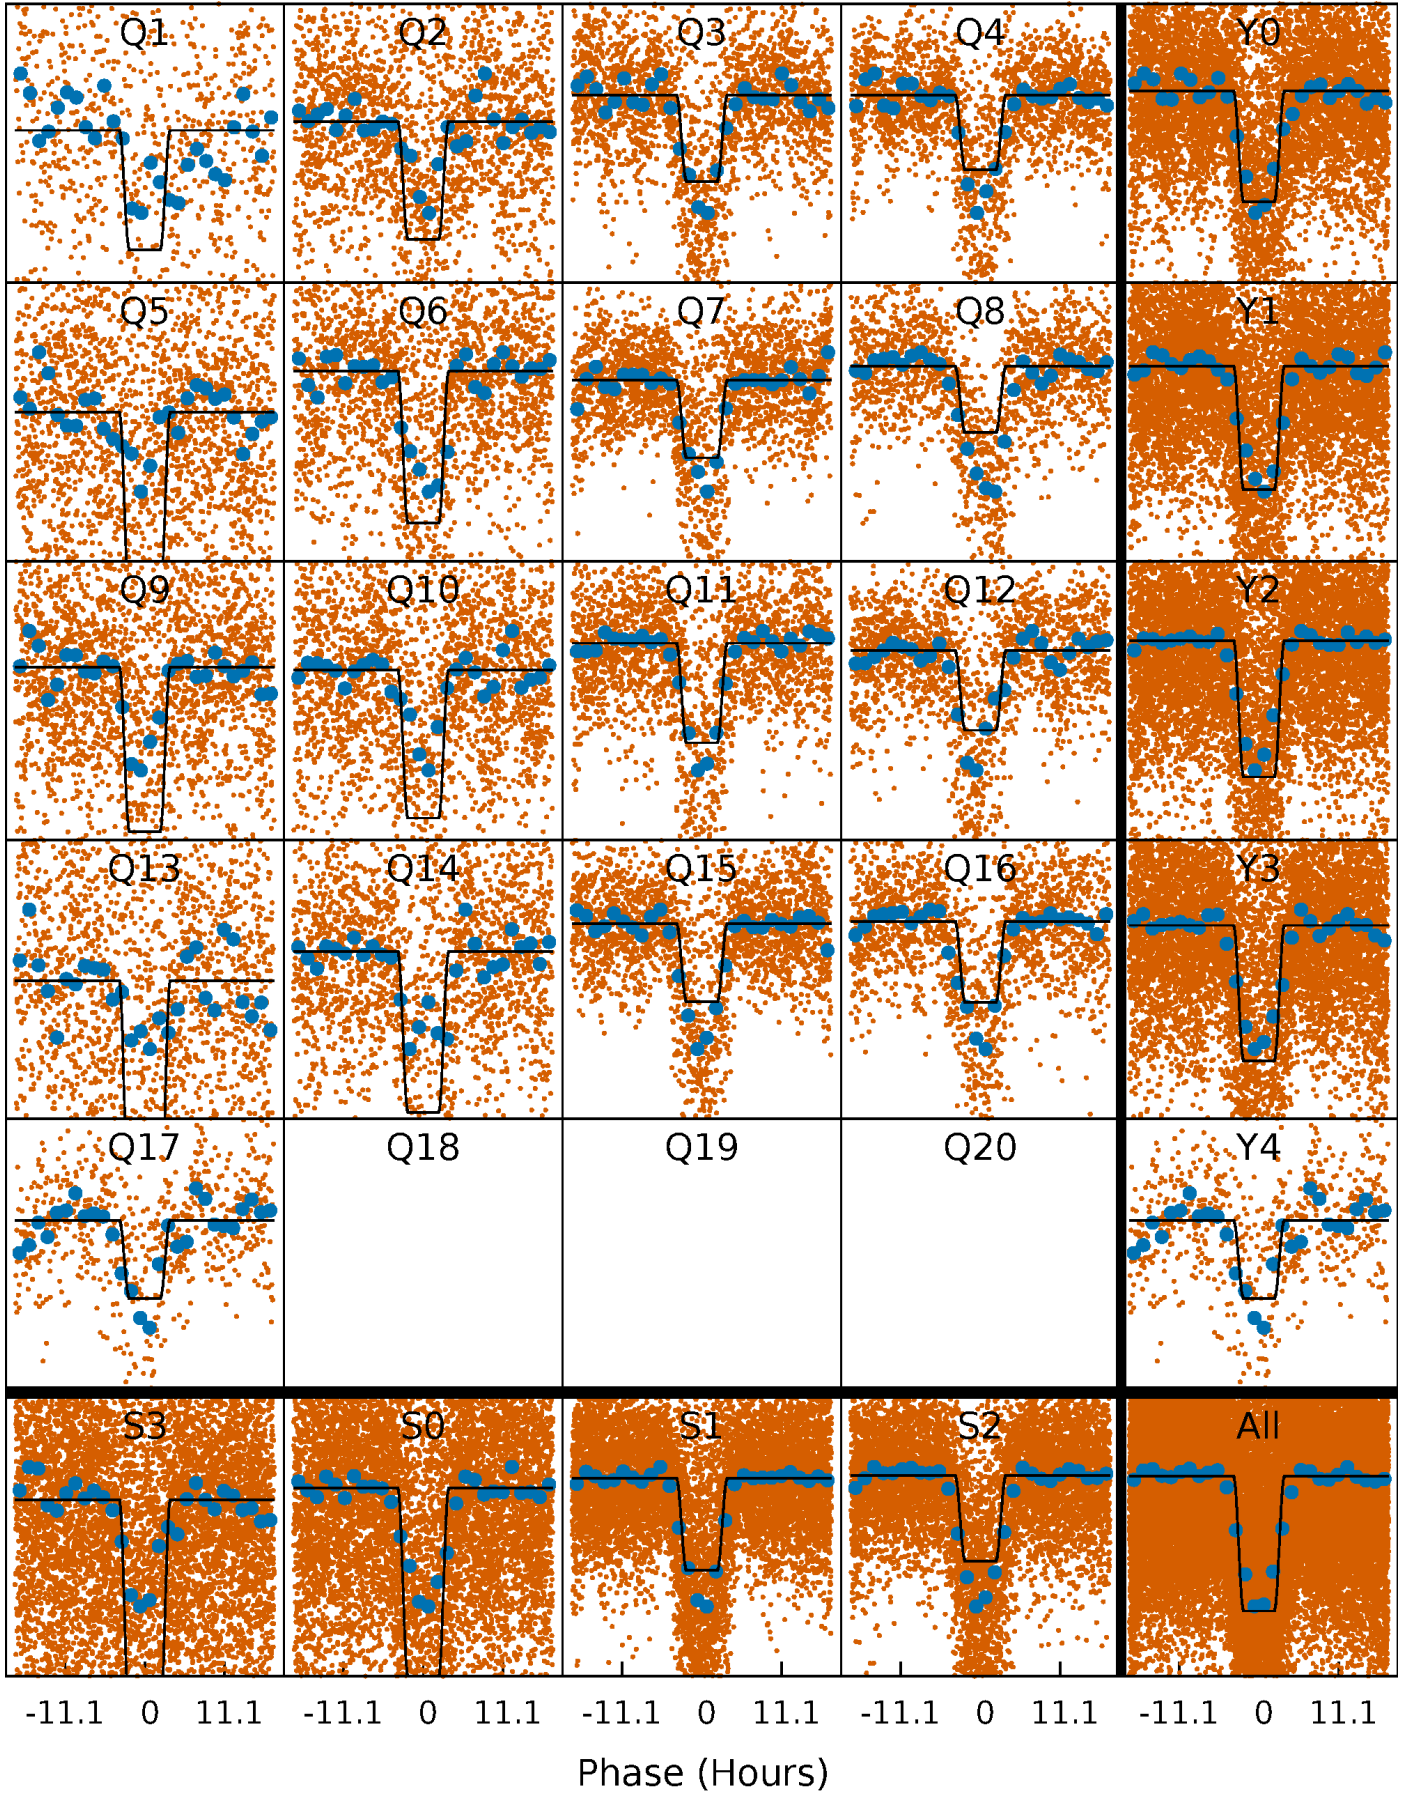 Q1 Q2 Q3 Q4 Y0
Q5 Q6 Q7 Q8 Y1
Q9 Q10 Q11 Q12 Y2
Q13 Q14 Q15 Q16 Y3
Q17 Q18 Q19 Q20 Y4
S3 S0 S1 S2 All
-11.1 0 11.1 -11.1 0 11.1 -11.1 0 11.1 -11.1 0 11.1 -11.1 0 11.1
Phase (Hours)